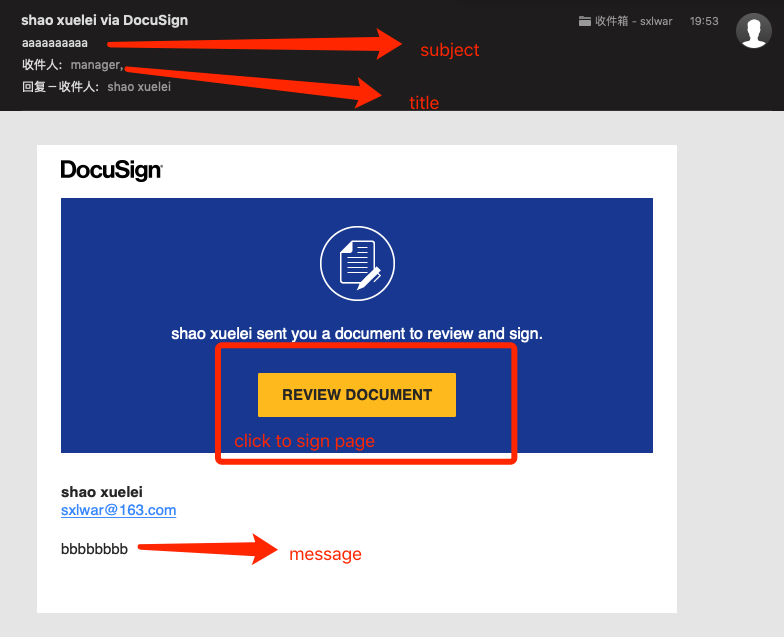 shao xuelei via DocuSign
收件箱 - sxlwar 19:53
aaaaaaaaaa
subject
收件人: manager,
回复－收件人: shao xuelei
title
DocuSign
shao xuelei sent you a document to review and sign.
REVIEW DOCUMENT
click to sign page
shao xuelei
sxlwar@163.com
bbbbbbbb
message